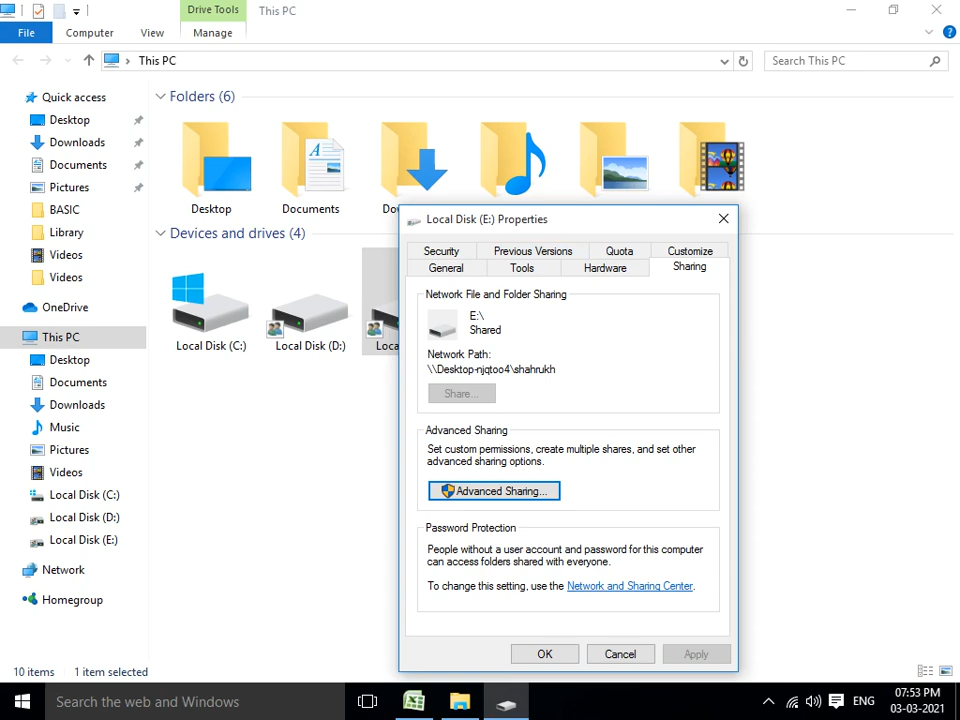 Drive Tools
This PC
File
Computer
View
Manage
This PC
Search This PC
Quick access
Desktop
Downloads
Documents
Pictures
BASIC
Library
Videos
Videos
OneDrive
This PC
Desktop
Documents
Downloads
Music
Pictures
Videos
Local Disk (C:)
Local Disk (D:)
Local Disk (E:)
Network
Homegroup
Folders (6)
Desktop
Documents
Devices and drives (4)
Local Disk (C:)
Local Disk (D:)
Local Disk (E:) Properties
Security
Previous Versions
Quota
Customize
General
Tools
Hardware
Sharing
Network File and Folder Sharing
E:\
Shared
Network Path:
\\Desktop-njqtoo4\shahrukh
Share...
Advanced Sharing
Set custom permissions, create multiple shares, and set other
advanced sharing options.
Advanced Sharing...
Password Protection
People without a user account and password for this computer
can access folders shared with everyone.
To change this setting, use the Network and Sharing Center.
OK
Cancel
Apply
10 items
1 item selected
Search the web and Windows
ENG
07:53 PM
03-03-2021